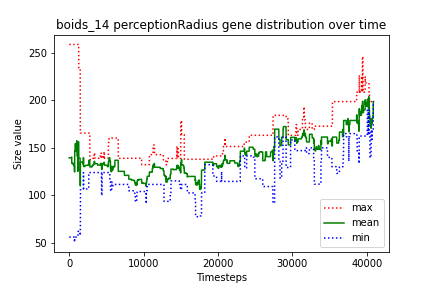 boids_14 perceptionRadius gene distribution over time
Size value
250
200
150
100
50
0
10000
20000
30000
40000
Timesteps
max
mean
min